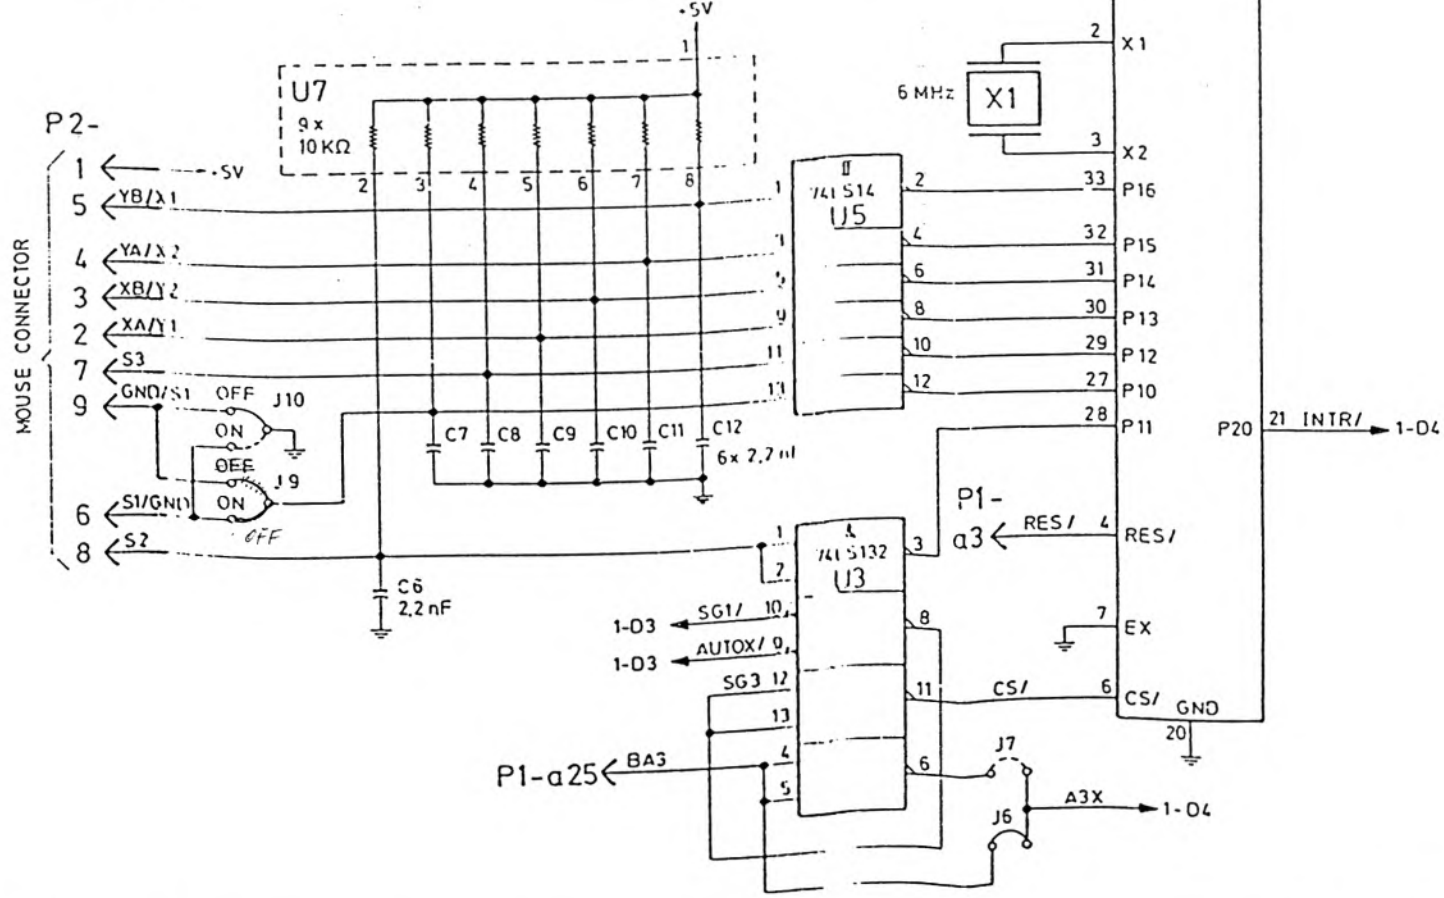 +5V
1
U7
9x
10KΩ
2 3 4 5 6 7 8
6 MHz
X1
2 X1
3 X2
P2-
MOUSE CONNECTOR
1
5 YB/X1
4 YA/X2
3 XB/Y2
2 XA/Y1
7 S3
9 GND/S1
6 S1/GND
8 S2
OFF
J10
ON
OFF
J9
ON
OFF
1
11
13
74LS14
U5
2
4
6
8
10
12
33 P16
32 P15
31 P14
30 P13
29 P12
27 P10
28 P11
P20 21 INTR/ 1-D4
C7 C8 C9 C10 C11 C12
6x 2,2 nF
C6
2,2 nF
P1-
a3 RES/ 4 RES/
7 EX
6 CS/
GND
20
&
74LS132
U3
1
2
3
1-D3 SG1/ 10
1-D3 AUTOX/ 9
8
SG3 12
13
11 CS/
P1-a25 BA3 4
5
6
J7
J6
A3X 1-D4